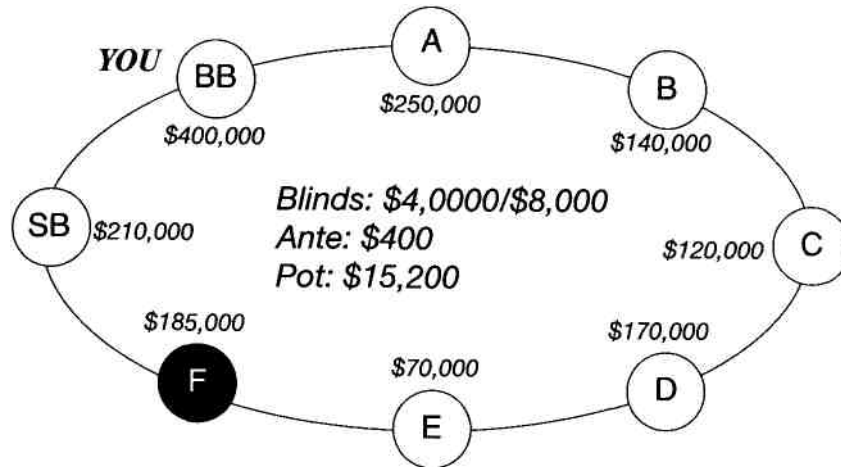 A
YOU
BB
B
$250,000
$400,000
$140,000
Blinds: $4,0000/$8,000
SB
$210,000
Ante: $400
$120,000
C
Pot: $15,200
$185,000
$170,000
$70,000
F
D
E